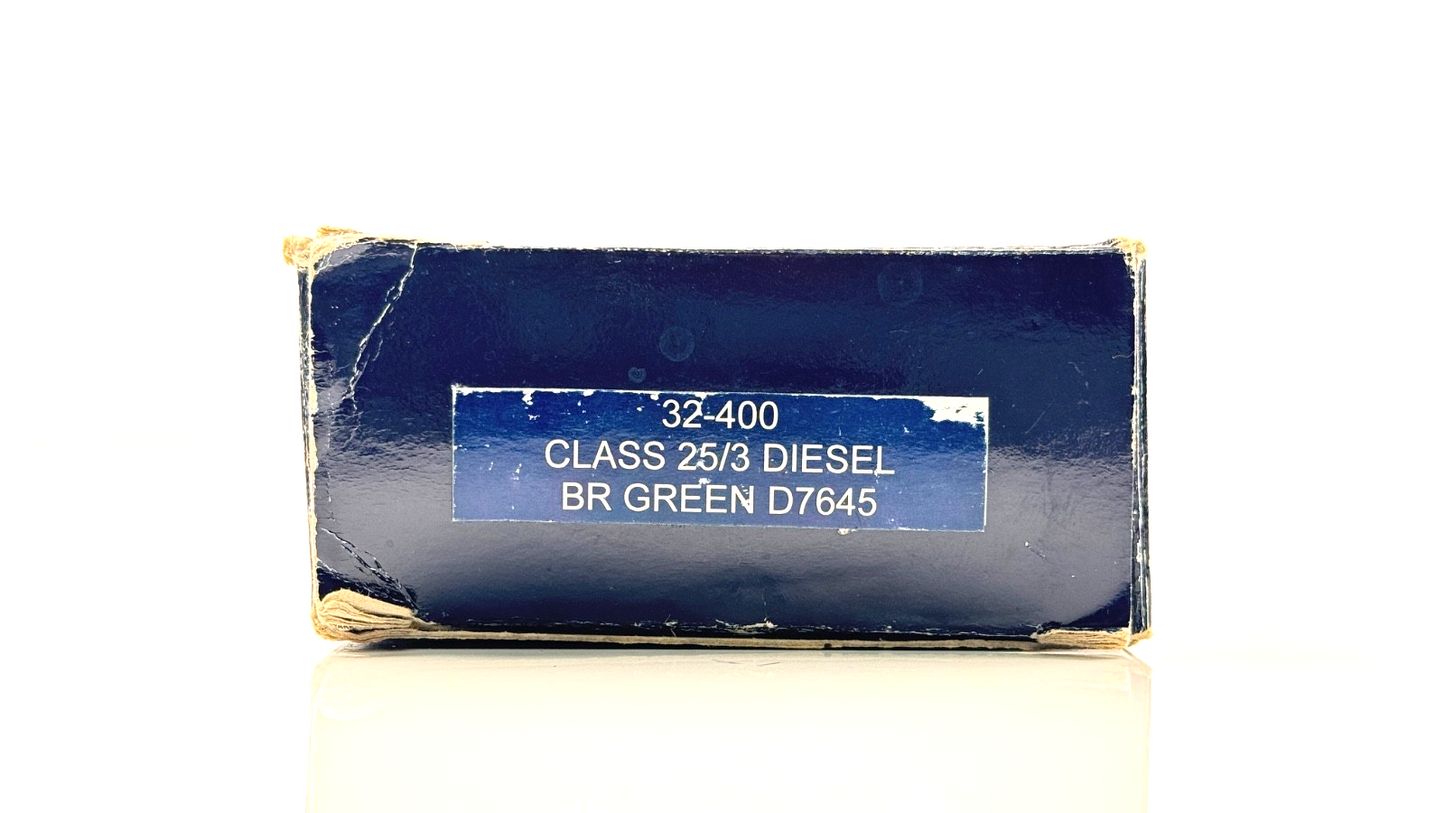 32-400
CLASS 25/3 DIESEL
BR GREEN D7645